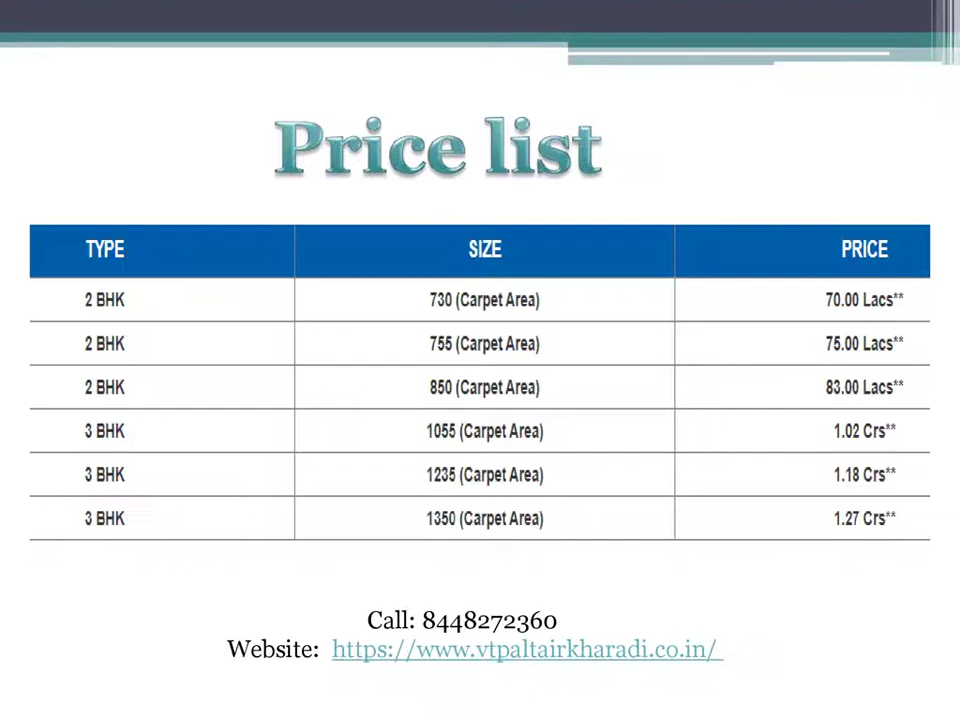 Price list
TYPE SIZE PRICE
2 BHK 730 (Carpet Area) 70.00 Lacs**
2 BHK 755 (Carpet Area) 75.00 Lacs**
2 BHK 850 (Carpet Area) 83.00 Lacs**
3 BHK 1055 (Carpet Area) 1.02 Crs**
3 BHK 1235 (Carpet Area) 1.18 Crs**
3 BHK 1350 (Carpet Area) 1.27 Crs**
Call: 8448272360
Website: https://www.vtpaltairkharadi.co.in/